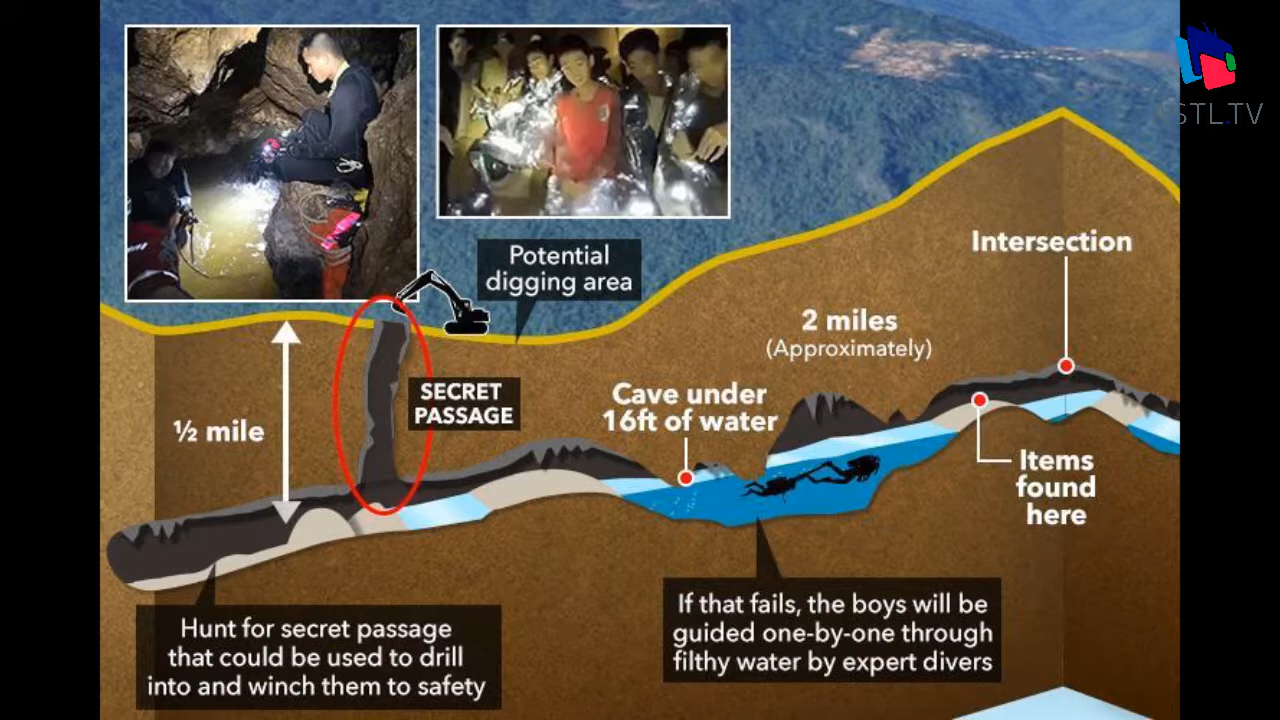 STL.TV
Potential
digging area
Intersection
2 miles
(Approximately)
SECRET
PASSAGE
Cave under
16ft of water
½ mile
Items
found
here
If that fails, the boys will be
guided one-by-one through
filthy water by expert divers
Hunt for secret passage
that could be used to drill
into and winch them to safety